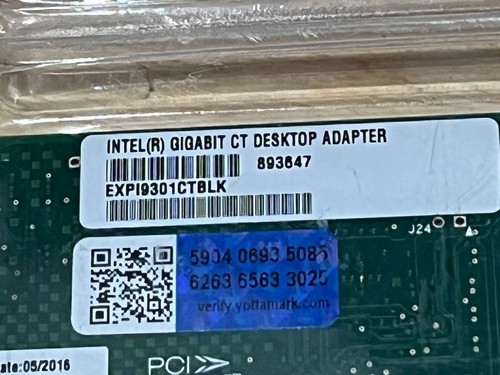 INTEL(R) GIGABIT CT DESKTOP ADAPTER
893647
EXPI9301CTBLK
J24
5904 0693 5085
6263 6563 3025
verify.yottamark.com
ate:05/2016
PCI